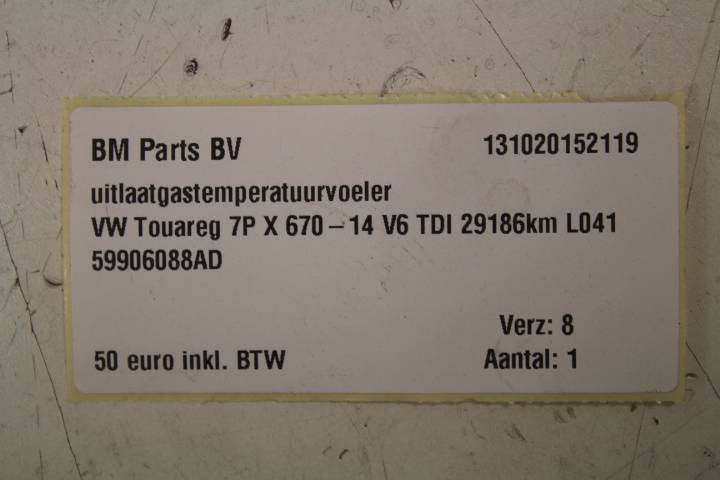 BM Parts BV 131020152119
uitlaatgastemperatuurvoeler
VW Touareg 7P X 670 – 14 V6 TDI 29186km L041
59906088AD
Verz: 8
50 euro inkl. BTW Aantal: 1